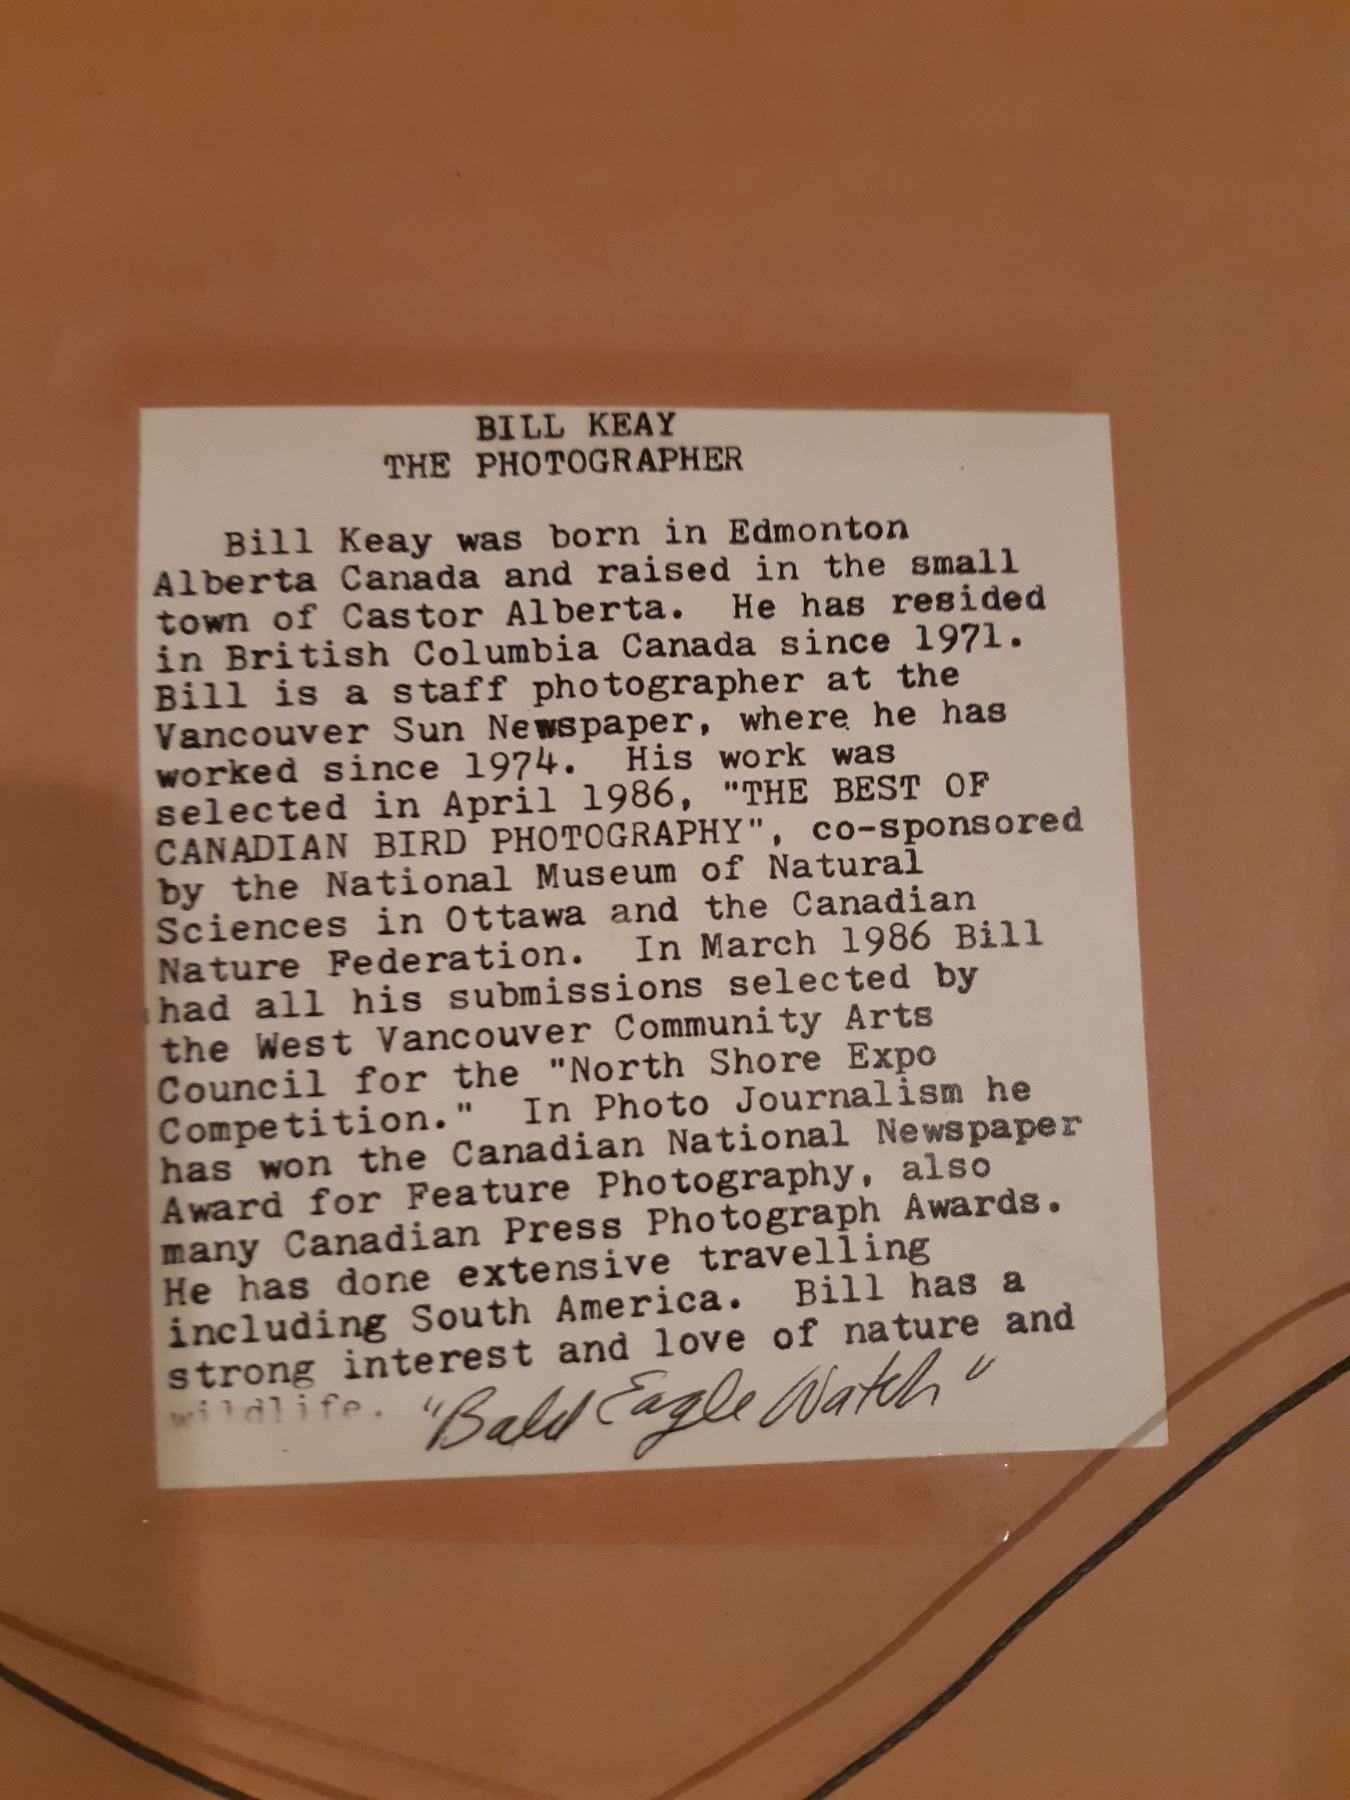 BILL KEAY
THE PHOTOGRAPHER
Bill Keay was born in Edmonton
Alberta Canada and raised in the small
town of Castor Alberta. He has resided
in British Columbia Canada since 1971.
Bill is a staff photographer at the
Vancouver Sun Newspaper, where he has
worked since 1974. His work was
selected in April 1986, "THE BEST OF
CANADIAN BIRD PHOTOGRAPHY", co-sponsored
by the National Museum of Natural
Sciences in Ottawa and the Canadian
Nature Federation. In March 1986 Bill
had all his submissions selected by
the West Vancouver Community Arts
Council for the "North Shore Expo
Competition." In Photo Journalism he
has won the Canadian National Newspaper
Award for Feature Photography, also
many Canadian Press Photograph Awards.
He has done extensive travelling
including South America. Bill has a
strong interest and love of nature and
wildlife. "Bald Eagle Watch"